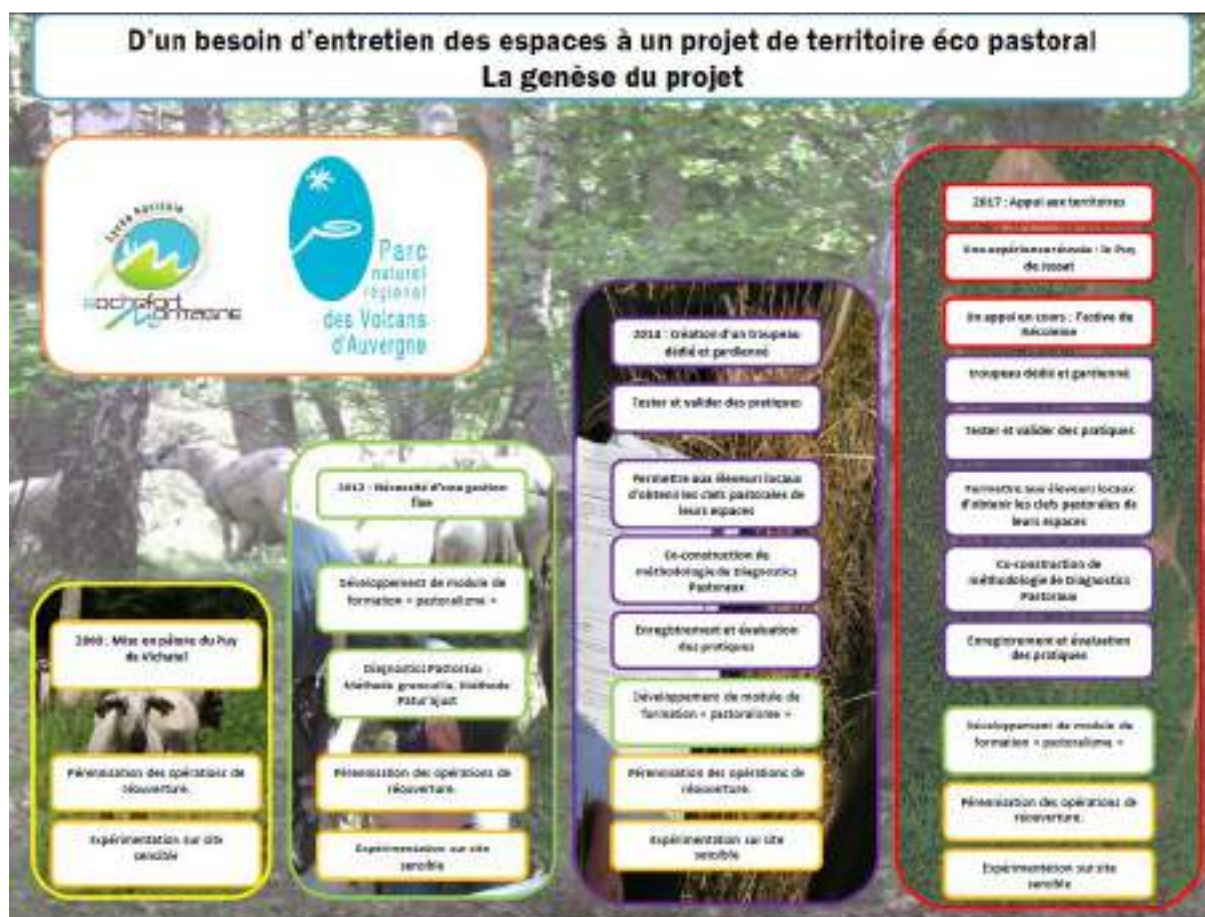 D'un besoin d'entretien des espaces à un projet de territoire éco pastoral
La genèse du projet
Lycée Agricole
Rochefort
Montagne
Parc
naturel
régional
des Volcans
d'Auvergne
Mise en pâture du Puy
de Vichatel
Pérennisation des opérations de
réouverture.
Expérimentation sur site
sensible
2012 : Nécessité d'une gestion
fine
Développement de module de
formation « pastoralisme »
Diagnostics Pastoraux
Méthode Méthode
Patur'Ajust
Pérennisation des opérations de
réouverture.
Expérimentation sur site
sensible
2014 : Création d'un troupeau
dédié et gardienné
Tester et valider des pratiques
Permettre aux éleveurs locaux
d'obtenir les clefs pastorales de
leurs espaces
Co-construction de
méthodologie de Diagnostics
Pastoraux
Enregistrement et évaluation
des pratiques
Développement de module de
formation « pastoralisme »
Pérennisation des opérations de
réouverture.
Expérimentation sur site
sensible
2017 : Appel aux territoires
Une expérience : le Puy
de
Un appel en cours : l'estive de
troupeau dédié et gardienné
Tester et valider des pratiques
Permettre aux éleveurs locaux
d'obtenir les clefs pastorales de
leurs espaces
Co-construction de
méthodologie de Diagnostics
Pastoraux
Enregistrement et évaluation
des pratiques
Développement de module de
formation « pastoralisme »
Pérennisation des opérations de
réouverture.
Expérimentation sur site
sensible